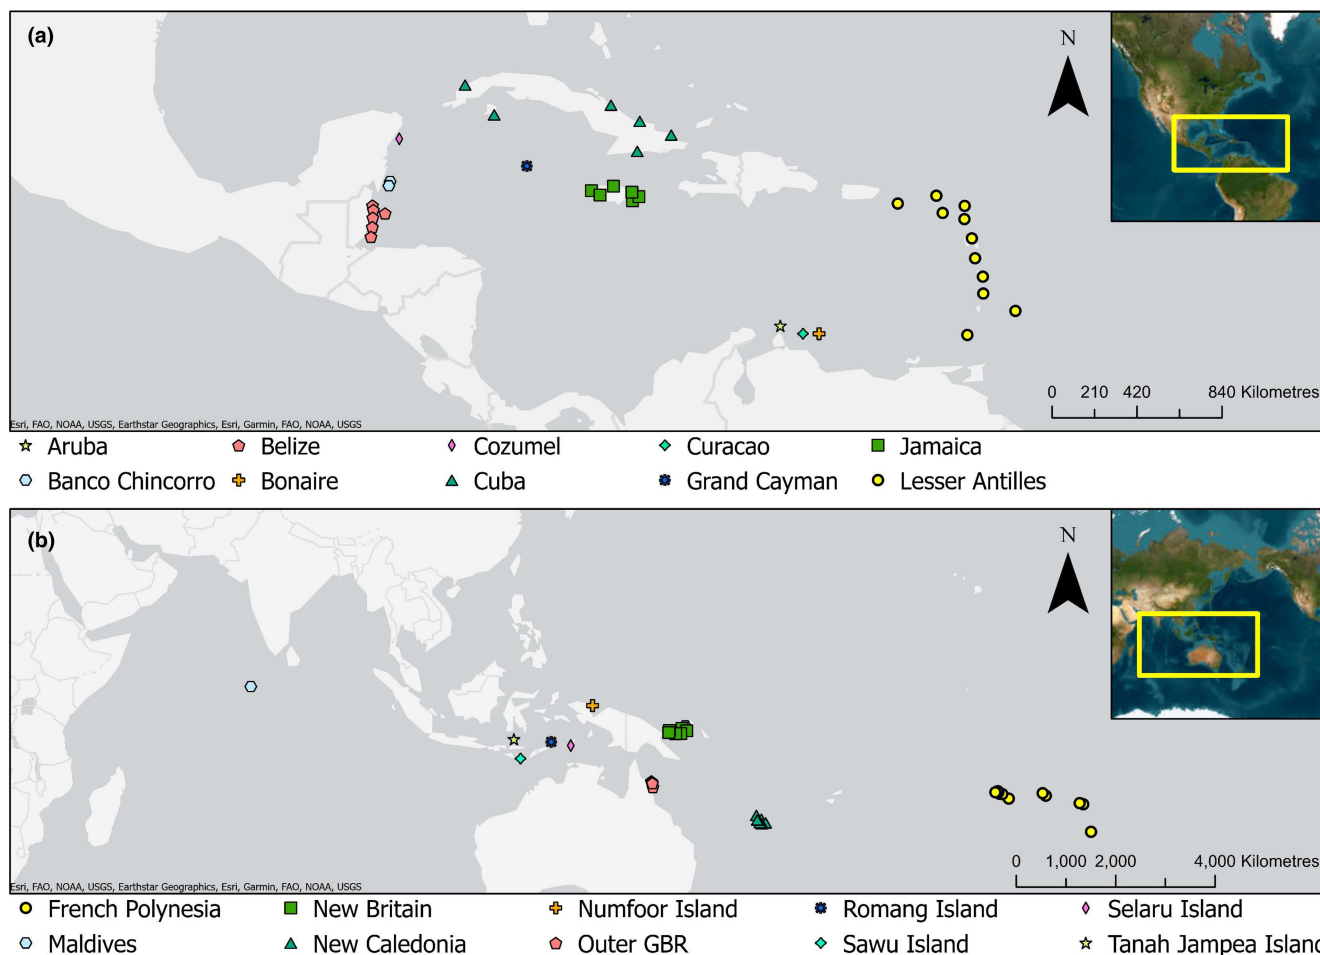 (a)
N
0 210 420 840 Kilometres
Esri, FAO, NOAA, USGS, Earthstar Geographics, Esri, Garmin, FAO, NOAA, USGS
Aruba Belize Cozumel Curacao Jamaica
Banco Chincorro Bonaire Cuba Grand Cayman Lesser Antilles
(b)
N
0 1,000 2,000 4,000 Kilometres
Esri, FAO, NOAA, USGS, Earthstar Geographics, Esri, Garmin, FAO, NOAA, USGS
French Polynesia New Britain Numfoor Island Romang Island Selaru Island
Maldives New Caledonia Outer GBR Sawu Island Tanah Jampea Island